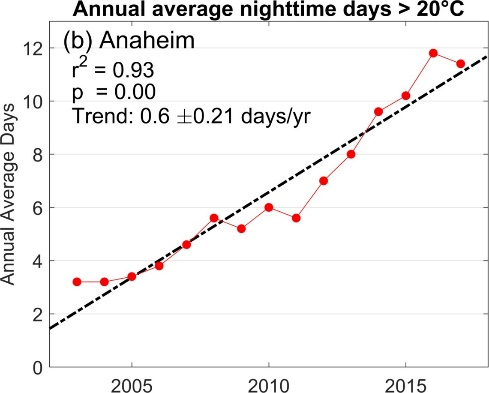 Annual average nighttime days > 20°C
(b) Anaheim
r² = 0.93
p = 0.00
Trend: 0.6 ±0.21 days/yr
Annual Average Days
12
10
8
6
4
2
0
2005 2010 2015